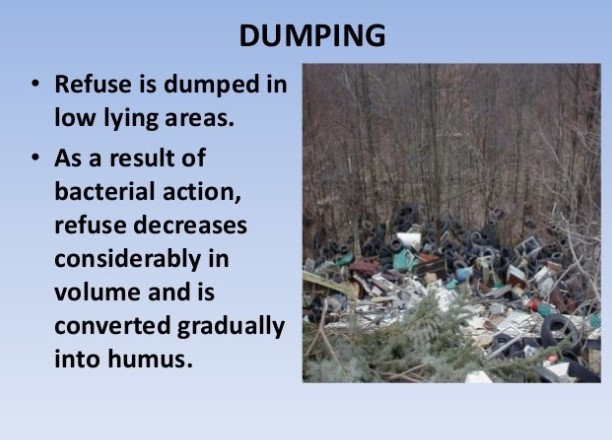 DUMPING
• Refuse is dumped in
low lying areas.
• As a result of
bacterial action,
refuse decreases
considerably in
volume and is
converted gradually
into humus.